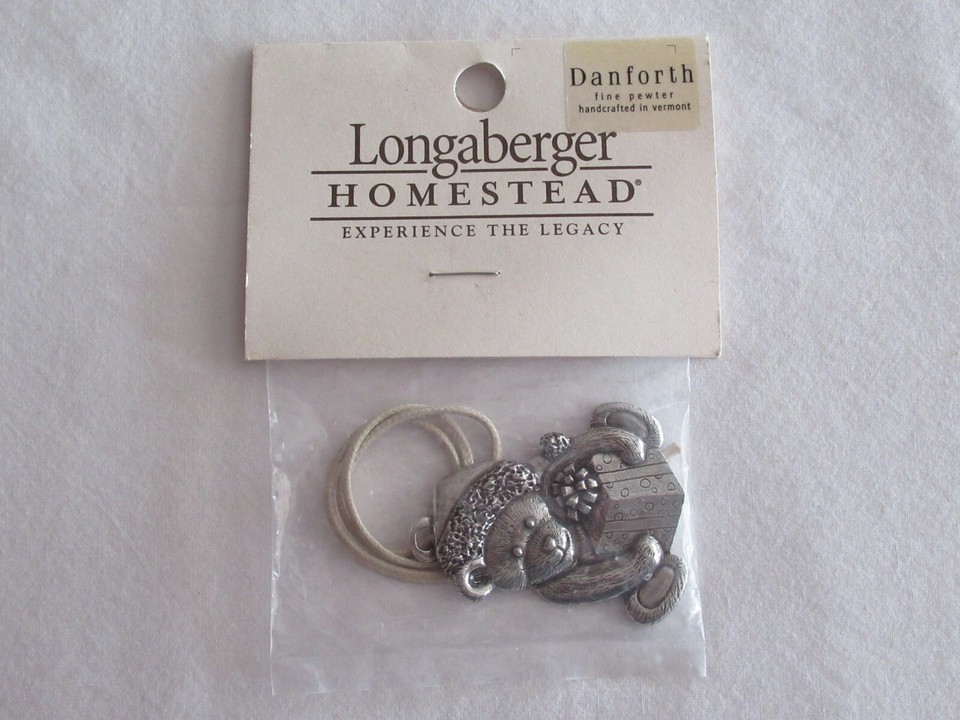 Danforth
fine pewter
handcrafted in vermont
Longaberger
HOMESTEAD®
EXPERIENCE THE LEGACY